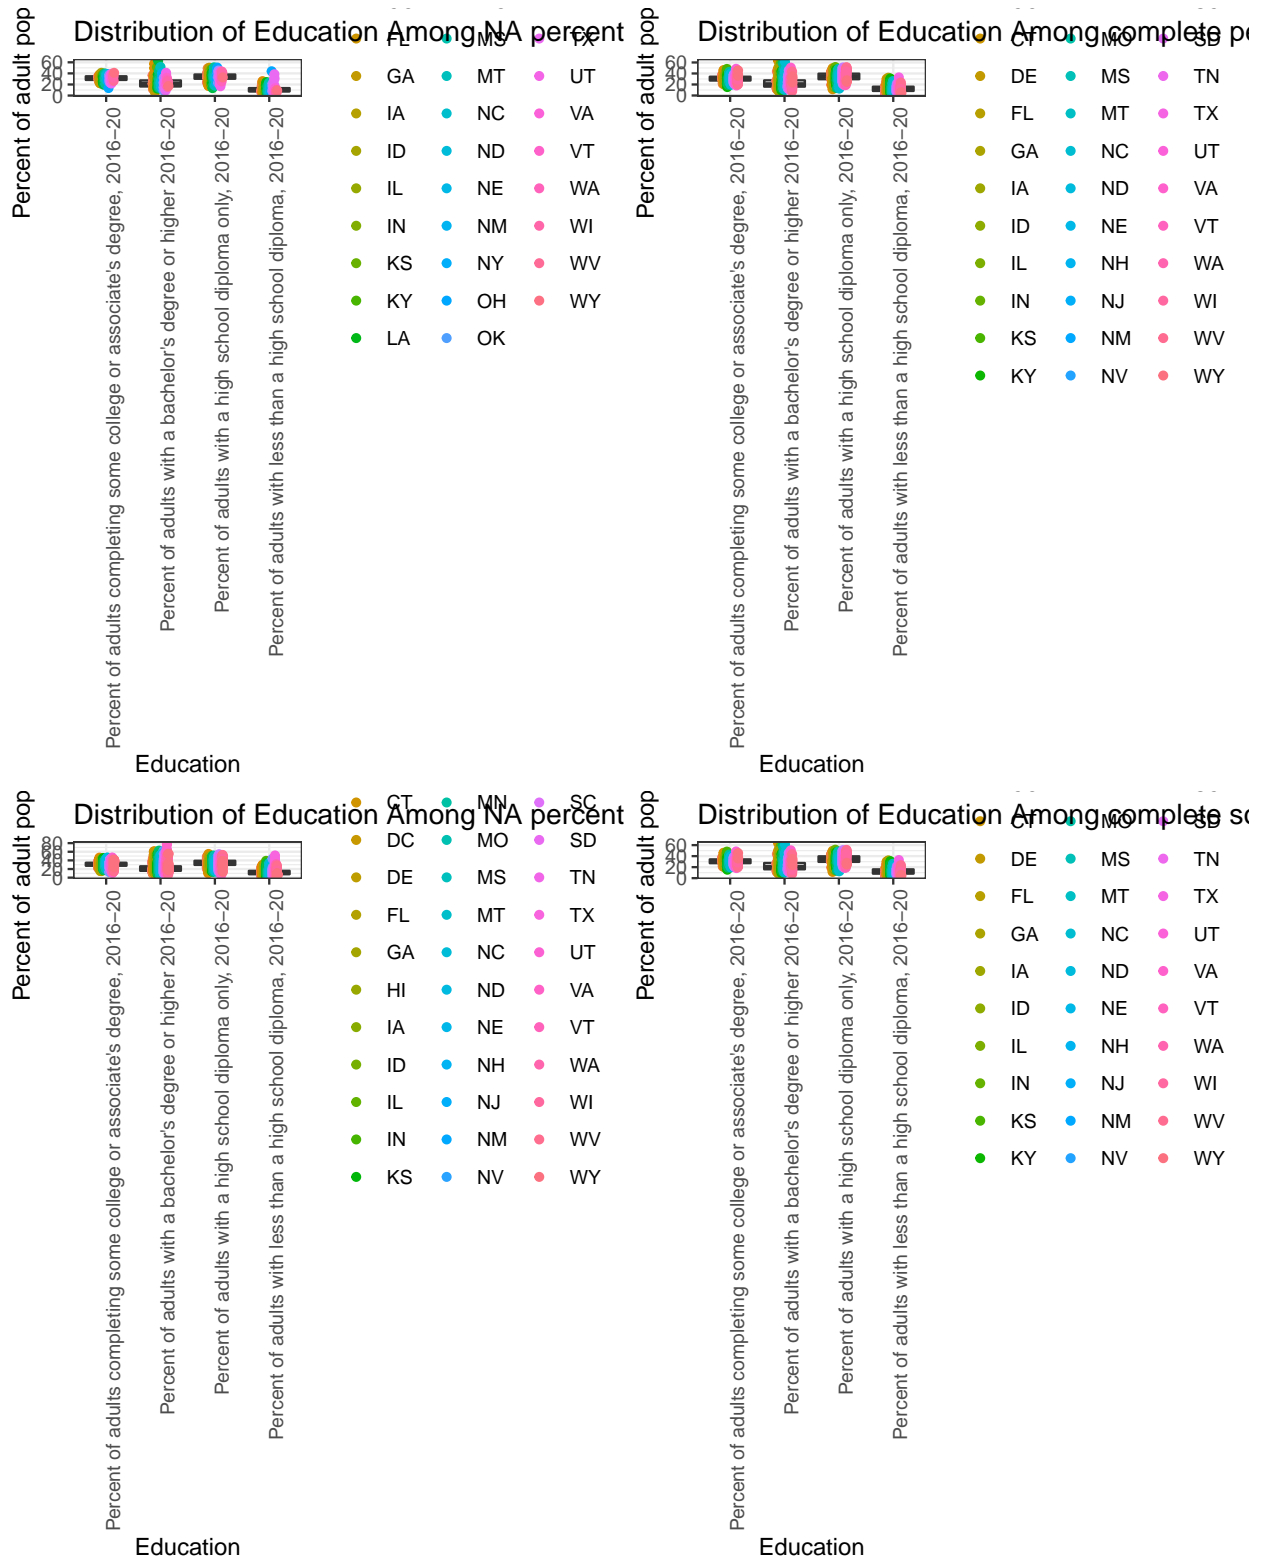 Distribution of Education Among NA percent
Percent of adult pop
60
40
20
0
Percent of adults completing some college or associate's degree, 2016−20
Percent of adults with a bachelor's degree or higher 2016−20
Percent of adults with a high school diploma only, 2016−20
Percent of adults with less than a high school diploma, 2016−20
Education
FL MS TX
GA MT UT
IA NC VA
ID ND VT
IL NE WA
IN NM WI
KS NY WV
KY OH WY
LA OK
Distribution of Education Among complete pe
Percent of adult pop
60
40
20
0
Percent of adults completing some college or associate's degree, 2016−20
Percent of adults with a bachelor's degree or higher 2016−20
Percent of adults with a high school diploma only, 2016−20
Percent of adults with less than a high school diploma, 2016−20
Education
CT MO SD
DE MS TN
FL MT TX
GA NC UT
IA ND VA
ID NE VT
IL NH WA
IN NJ WI
KS NM WV
KY NV WY
Distribution of Education Among NA percent
Percent of adult pop
80
60
40
20
0
Percent of adults completing some college or associate's degree, 2016−20
Percent of adults with a bachelor's degree or higher 2016−20
Percent of adults with a high school diploma only, 2016−20
Percent of adults with less than a high school diploma, 2016−20
Education
CT MN SC
DC MO SD
DE MS TN
FL MT TX
GA NC UT
HI ND VA
IA NE VT
ID NH WA
IL NJ WI
IN NM WV
KS NV WY
Distribution of Education Among complete sc
Percent of adult pop
60
40
20
0
Percent of adults completing some college or associate's degree, 2016−20
Percent of adults with a bachelor's degree or higher 2016−20
Percent of adults with a high school diploma only, 2016−20
Percent of adults with less than a high school diploma, 2016−20
Education
CT MO SD
DE MS TN
FL MT TX
GA NC UT
IA ND VA
ID NE VT
IL NH WA
IN NJ WI
KS NM WV
KY NV WY